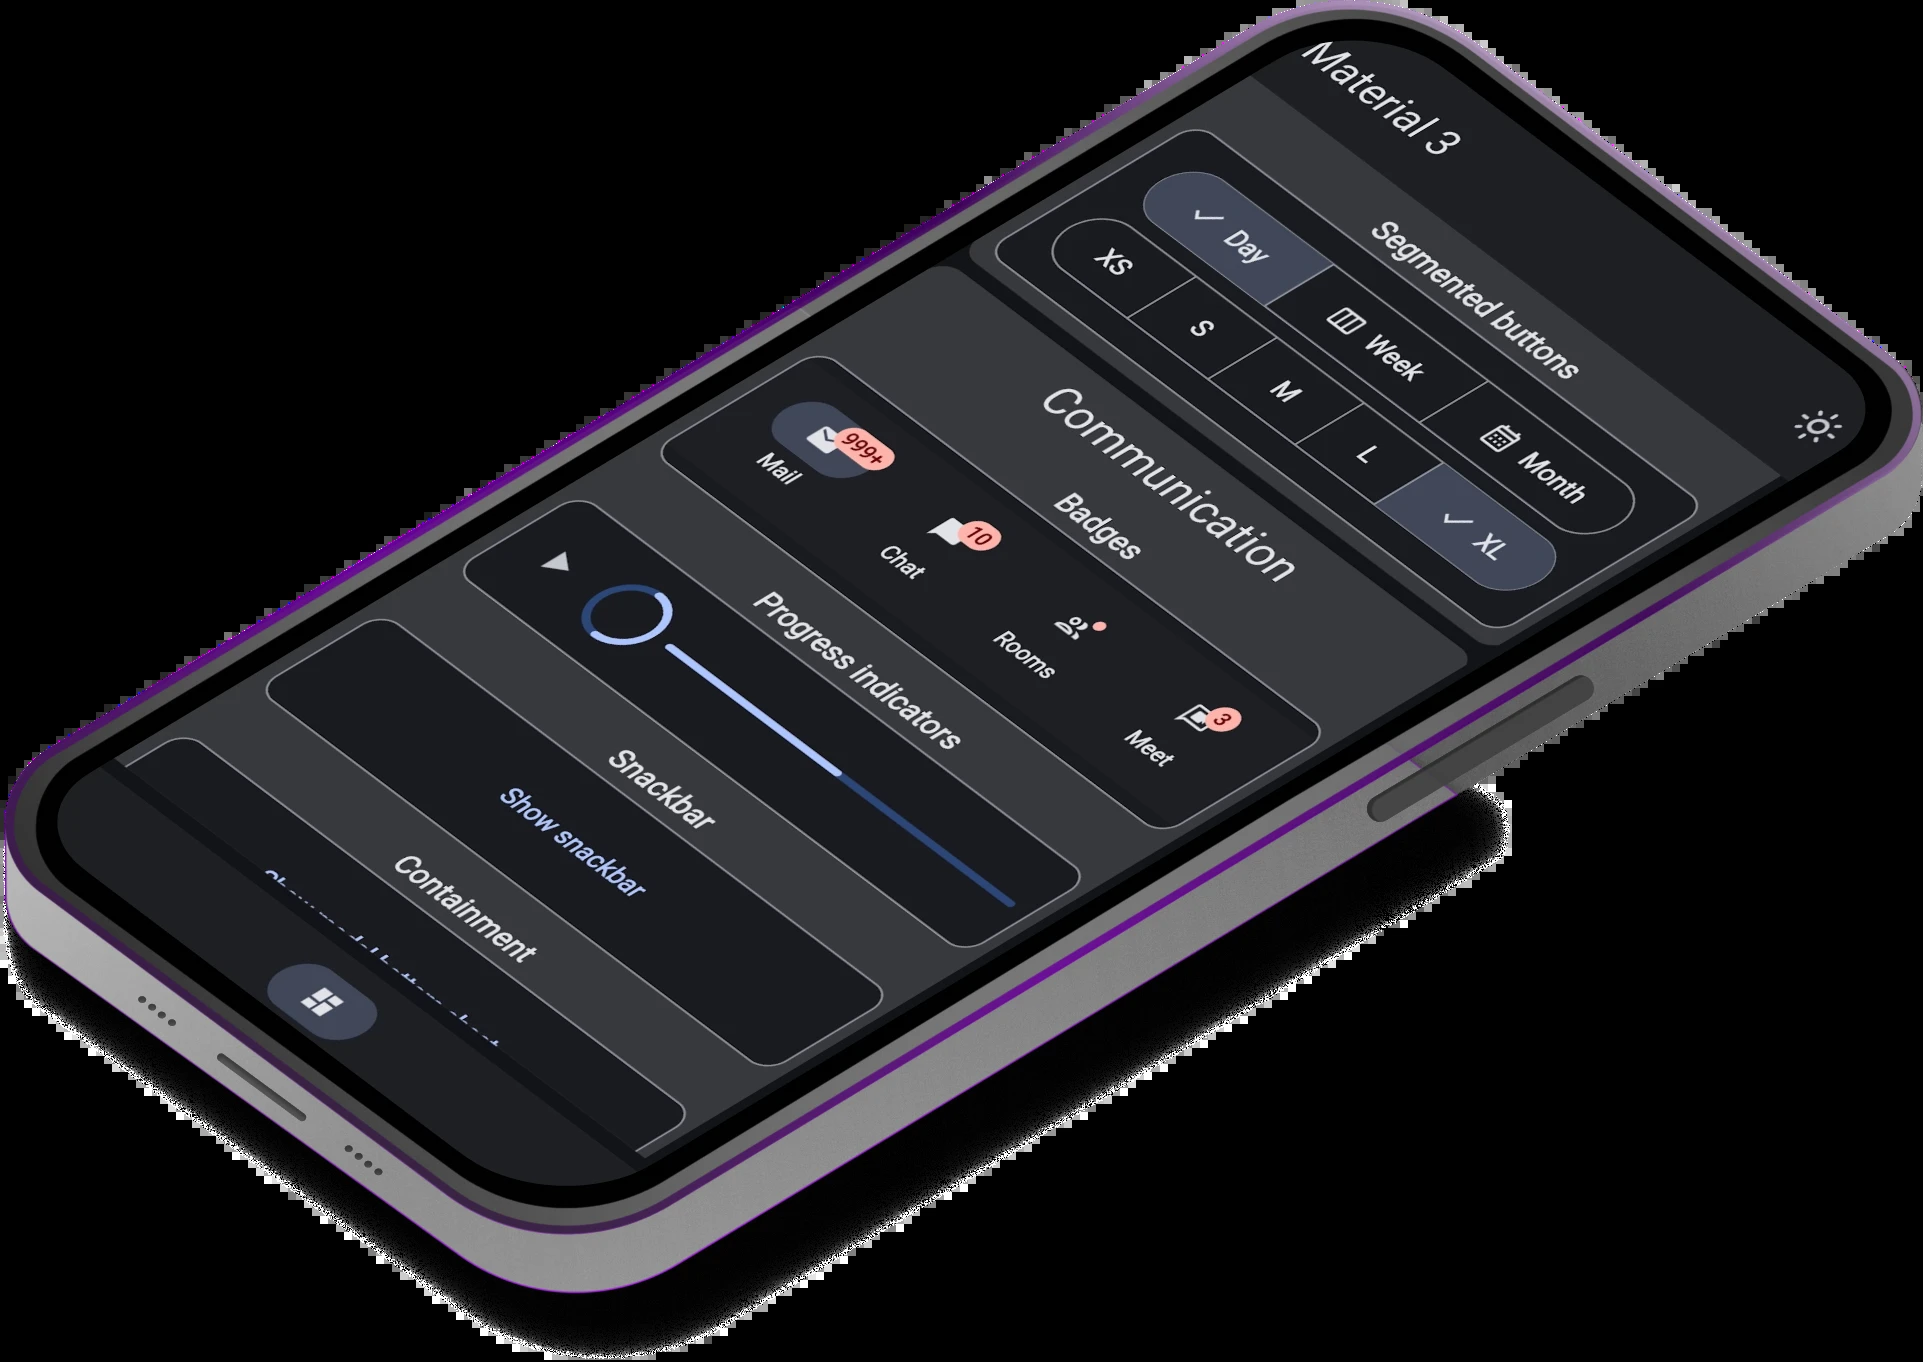 Material 3
Segmented buttons
Day
Week
Month
XS
S
M
L
XL
Communication
Badges
999+
10
3
Mail
Chat
Rooms
Meet
Progress indicators
Snackbar
Show snackbar
Containment